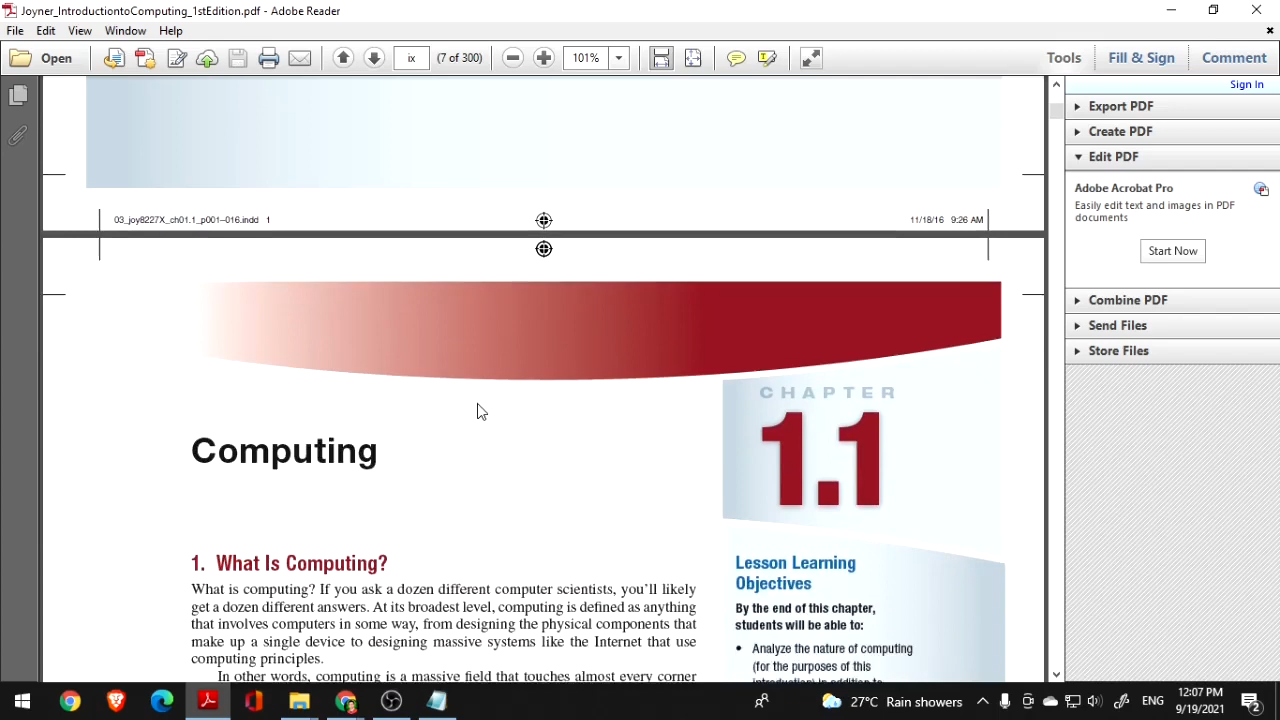 Joyner_IntroductiontoComputing_1stEdition.pdf - Adobe Reader
File Edit View Window Help
Open ix (7 of 300) 101% Tools Fill & Sign Comment
Sign In
Export PDF
Create PDF
Edit PDF
Adobe Acrobat Pro
Easily edit text and images in PDF
documents
Start Now
Combine PDF
Send Files
Store Files
03_joy8227X_ch01.1_p001–016.indd 1 11/18/16 9:26 AM
CHAPTER
1.1
Computing
1. What Is Computing?
What is computing? If you ask a dozen different computer scientists, you'll likely
get a dozen different answers. At its broadest level, computing is defined as anything
that involves computers in some way, from designing the physical components that
make up a single device to designing massive systems like the Internet that use
computing principles.
In other words, computing is a massive field that touches almost every corner
Lesson Learning
Objectives
By the end of this chapter,
students will be able to:
• Analyze the nature of computing
(for the purposes of this
introduction) in addition to
27°C Rain showers ENG 12:07 PM
9/19/2021 2